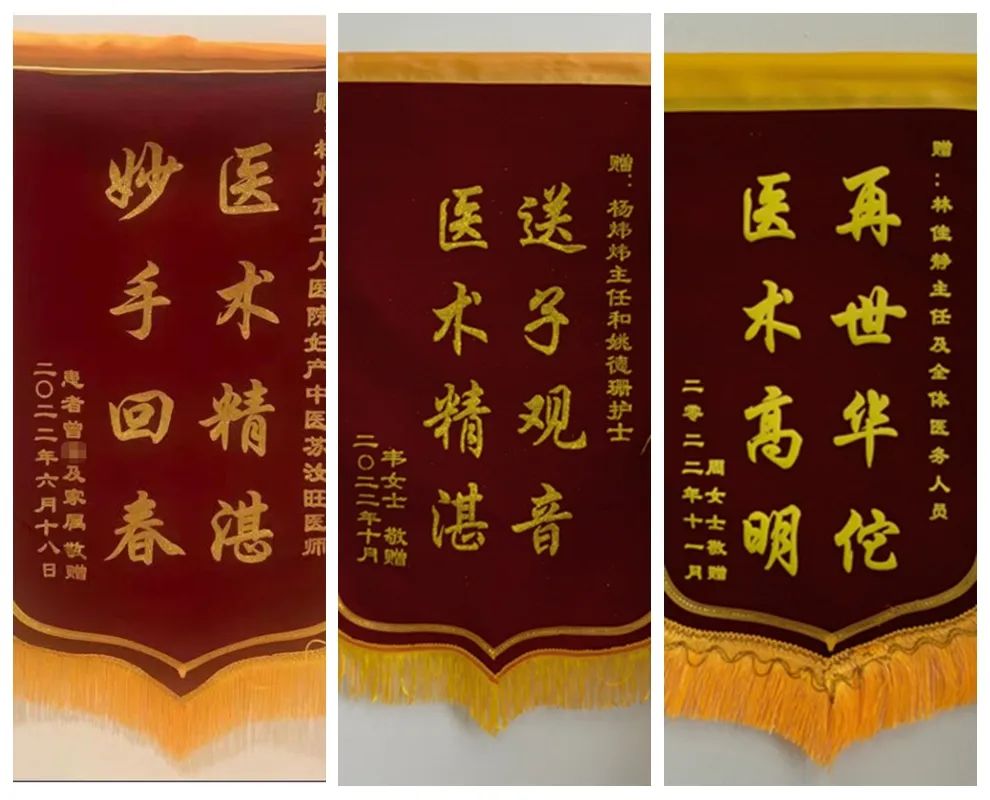 州市工人医院妇产中医苏汝旺医师
医术精湛
妙手回春
患者曾 及家属 敬赠
二〇二二年六月十八日
赠：杨炜炜主任和姚德珊护士
送子观音
医术精湛
韦女士 敬赠
二〇二二年十月
赠：林佳静主任及全体医务人员
再世华佗
医术高明
周女士敬赠
二零二二年十一月